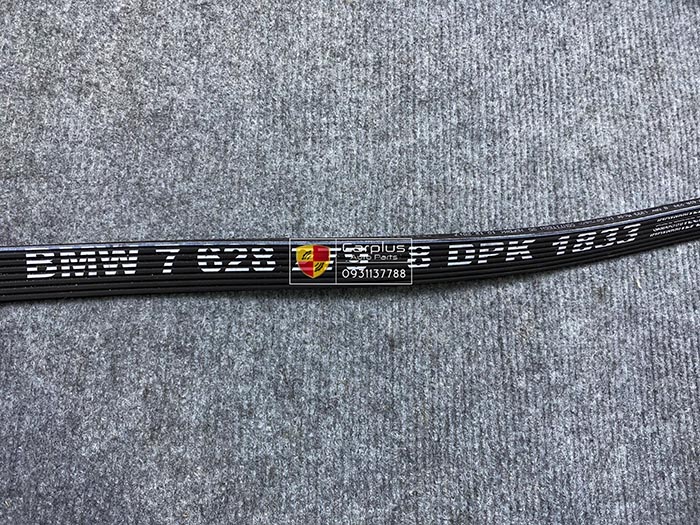 BMW 7 628 8 DPK 1833
Carplus
Auto Parts
0931137788